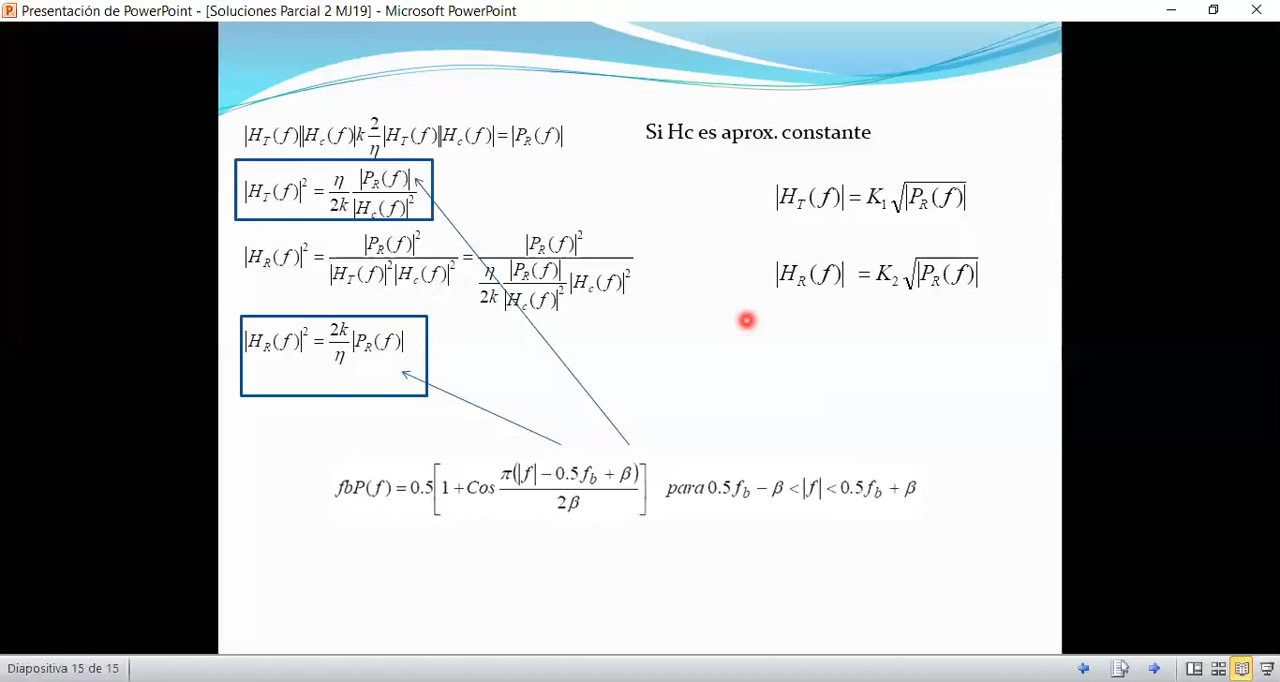 Presentación de PowerPoint - [Soluciones Parcial 2 MJ19] - Microsoft PowerPoint
|H_T(f)||H_c(f)|k 2/η |H_T(f)||H_c(f)| = |P_R(f)|
Si Hc es aprox. constante
|H_T(f)|² = η/2k |P_R(f)|/|H_c(f)|²
|H_T(f)| = K₁√|P_R(f)|
|H_R(f)|² = |P_R(f)|²/|H_T(f)|²|H_c(f)|² = |P_R(f)|²/η/2k |P_R(f)|/|H_c(f)|² |H_c(f)|²
|H_R(f)| = K₂√|P_R(f)|
|H_R(f)|² = 2k/η |P_R(f)|
fbP(f) = 0.5[1 + Cos π(|f| − 0.5f_b + β)/2β] para 0.5f_b − β < |f| < 0.5f_b + β
Diapositiva 15 de 15